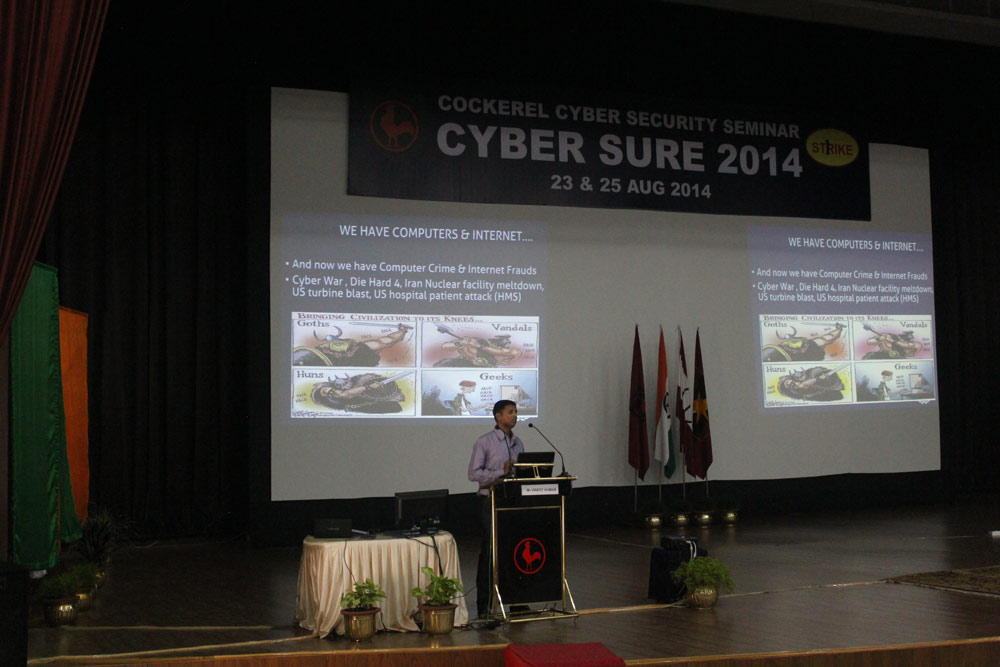 COCKEREL CYBER SECURITY SEMINAR
CYBER SURE 2014
STRIKE
23 & 25 AUG 2014
WE HAVE COMPUTERS & INTERNET....
• And now we have Computer Crime & Internet Frauds
• Cyber War , Die Hard 4, Iran Nuclear facility meltdown,
US turbine blast, US hospital patient attack (HMS)
BRINGING CIVILIZATION TO ITS KNEES...
Goths
Vandals
Huns
Geeks
WE HAVE COMPUTERS & INTERNET....
• And now we have Computer Crime & Internet Frauds
• Cyber War , Die Hard 4, Iran Nuclear facility meltdown,
US turbine blast, US hospital patient attack (HMS)
BRINGING CIVILIZATION TO ITS KNEES...
Goths
Vandals
Huns
Geeks